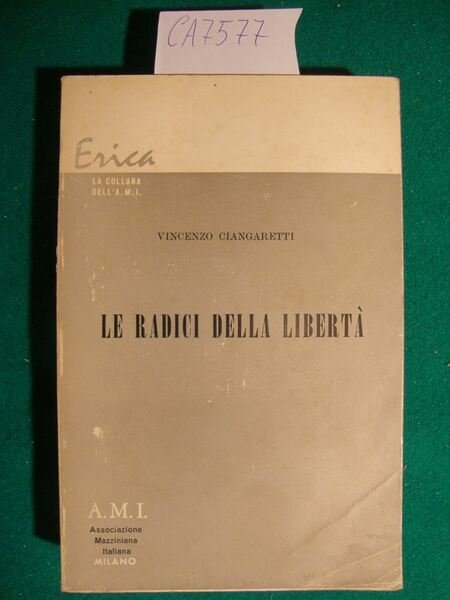 CA7577
Erica
LA COLLANA
DELL'A.M.I.
VINCENZO CIANGARETTI
LE RADICI DELLA LIBERTÀ
A.M.I.
Associazione
Mazziniana
Italiana
MILANO